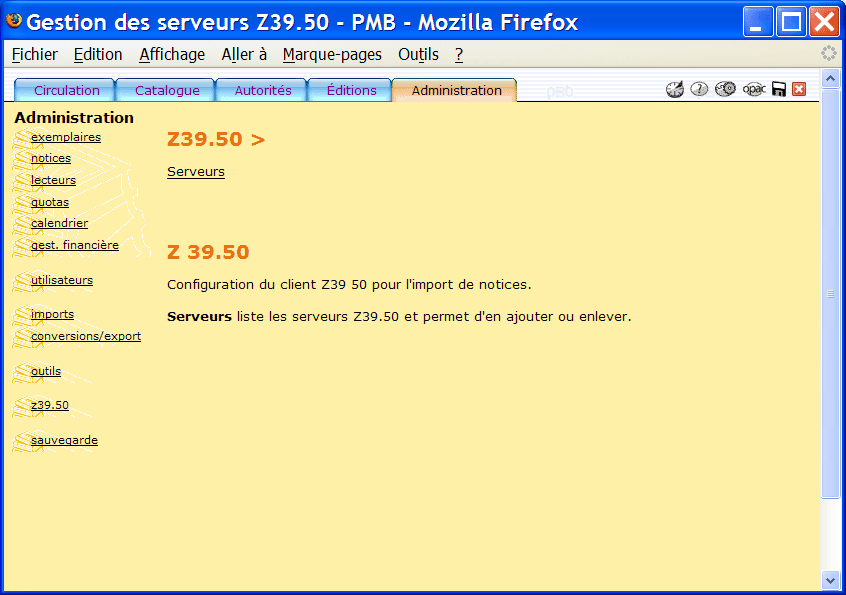 Gestion des serveurs Z39.50 - PMB - Mozilla Firefox
Fichier Edition Affichage Aller à Marque-pages Outils ?
Circulation Catalogue Autorités Éditions Administration pmb opac
Administration
exemplaires
notices
lecteurs
quotas
calendrier
gest. financière
utilisateurs
imports
conversions/export
outils
z39.50
sauvegarde
Z39.50 >
Serveurs
Z 39.50
Configuration du client Z39 50 pour l'import de notices.
Serveurs liste les serveurs Z39.50 et permet d'en ajouter ou enlever.